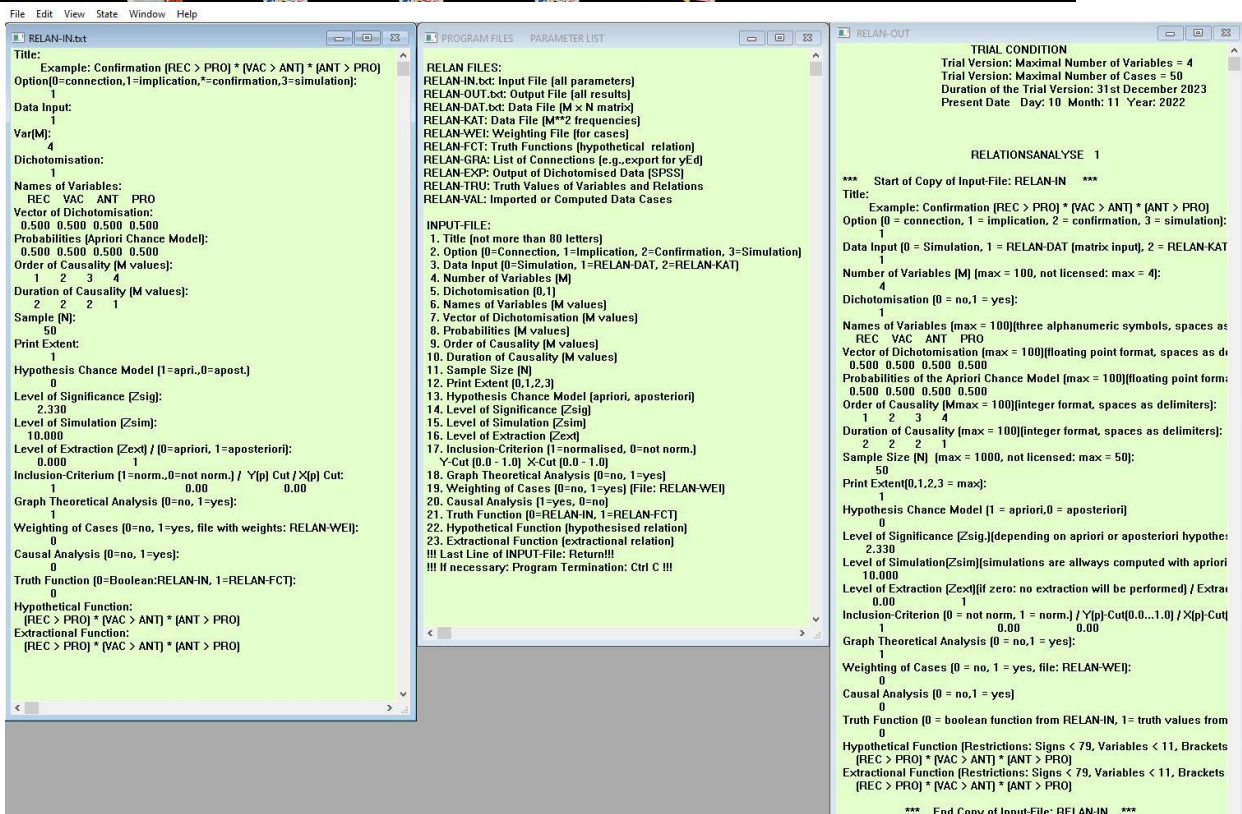 File Edit View State Window Help
RELAN-IN.txt
Title:
Example: Confirmation (REC > PRO) * (VAC > ANT) * (ANT > PRO)
Option(0=connection,1=implication,*=confirmation,3=simulation):
1
Data Input:
1
Var(M):
4
Dichotomisation:
1
Names of Variables:
REC VAC ANT PRO
Vector of Dichotomisation:
0.500 0.500 0.500 0.500
Probabilities (Apriori Chance Model):
0.500 0.500 0.500 0.500
Order of Causality (M values):
1 2 3 4
Duration of Causality (M values):
2 2 2 1
Sample (N):
50
Print Extent:
1
Hypothesis Chance Model (1=apri.,0=apost.)
0
Level of Significance (Zsig):
2.330
Level of Simulation (Zsim):
10.000
Level of Extraction (Zext) / (0=apriori, 1=aposteriori):
0.000 1
Inclusion-Criterium (1=norm.,0=not norm.) / Y(p) Cut / X(p) Cut:
1 0.00 0.00
Graph Theoretical Analysis (0=no, 1=yes):
1
Weighting of Cases (0=no, 1=yes, file with weights: RELAN-WEI):
0
Causal Analysis (0=no, 1=yes):
0
Truth Function (0=Boolean:RELAN-IN, 1=RELAN-FCT):
0
Hypothetical Function:
(REC > PRO) * (VAC > ANT) * (ANT > PRO)
Extractional Function:
(REC > PRO) * (VAC > ANT) * (ANT > PRO)
PROGRAM FILES PARAMETER LIST
RELAN FILES:
RELAN-IN.txt: Input File (all parameters)
RELAN-OUT.txt: Output File (all results)
RELAN-DAT.txt: Data File (M x N matrix)
RELAN-KAT: Data File (M**2 frequencies)
RELAN-WEI: Weighting File (for cases)
RELAN-FCT: Truth Functions (hypothetical relation)
RELAN-GRA: List of Connections (e.g.,export for yEd)
RELAN-EXP: Output of Dichotomised Data (SPSS)
RELAN-TRU: Truth Values of Variables and Relations
RELAN-VAL: Imported or Computed Data Cases
INPUT-FILE:
1. Title (not more than 80 letters)
2. Option (0=Connection, 1=Implication, 2=Confirmation, 3=Simulation)
3. Data Input (0=Simulation, 1=RELAN-DAT, 2=RELAN-KAT)
4. Number of Variables (M)
5. Dichotomisation (0,1)
6. Names of Variables (M values)
7. Vector of Dichotomisation (M values)
8. Probabilities (M values)
9. Order of Causality (M values)
10. Duration of Causality (M values)
11. Sample Size (N)
12. Print Extent (0,1,2,3)
13. Hypothesis Chance Model (apriori, aposteriori)
14. Level of Significance (Zsig)
15. Level of Simulation (Zsim)
16. Level of Extraction (Zext)
17. Inclusion-Criterion (1=normalised, 0=not norm.)
Y-Cut (0.0 - 1.0) X-Cut (0.0 - 1.0)
18. Graph Theoretical Analysis (0=no, 1=yes)
19. Weighting of Cases (0=no, 1=yes) (File: RELAN-WEI)
20. Causal Analysis (1=yes, 0=no)
21. Truth Function (0=RELAN-IN, 1=RELAN-FCT)
22. Hypothetical Function (hypothesised relation)
23. Extractional Function (extractional relation)
!!! Last Line of INPUT-File: Return!!!
!!! If necessary: Program Termination: Ctrl C !!!
RELAN-OUT
TRIAL CONDITION
Trial Version: Maximal Number of Variables = 4
Trial Version: Maximal Number of Cases = 50
Duration of the Trial Version: 31st December 2023
Present Date Day: 10 Month: 11 Year: 2022
RELATIONSANALYSE 1
*** Start of Copy of Input-File: RELAN-IN ***
Title:
Example: Confirmation (REC > PRO) * (VAC > ANT) * (ANT > PRO)
Option (0 = connection, 1 = implication, 2 = confirmation, 3 = simulation):
1
Data Input (0 = Simulation, 1 = RELAN-DAT (matrix input), 2 = RELAN-KAT
1
Number of Variables (M) (max = 100, not licensed: max = 4):
4
Dichotomisation (0 = no,1 = yes):
1
Names of Variables (max = 100)(three alphanumeric symbols, spaces as
REC VAC ANT PRO
Vector of Dichotomisation (max = 100)(floating point format, spaces as de
0.500 0.500 0.500 0.500
Probabilities of the Apriori Chance Model (max = 100)(floating point forma
0.500 0.500 0.500 0.500
Order of Causality (Mmax = 100)(integer format, spaces as delimiters):
1 2 3 4
Duration of Causality (max = 100)(integer format, spaces as delimiters):
2 2 2 1
Sample Size (N) (max = 1000, not licensed: max = 50):
50
Print Extent(0,1,2,3 = max):
1
Hypothesis Chance Model (1 = apriori,0 = aposteriori)
0
Level of Significance (Zsig.)(depending on apriori or aposteriori hypothes
2.330
Level of Simulation(Zsim)(simulations are allways computed with apriori
10.000
Level of Extraction (Zext)(if zero: no extraction will be performed) / Extrac
0.00 1
Inclusion-Criterion (0 = not norm, 1 = norm.) / Y(p)-Cut(0.0...1.0) / X(p)-Cut(
1 0.00 0.00
Graph Theoretical Analysis (0 = no,1 = yes):
1
Weighting of Cases (0 = no, 1 = yes, file: RELAN-WEI):
0
Causal Analysis (0 = no,1 = yes)
0
Truth Function (0 = boolean function from RELAN-IN, 1= truth values from
0
Hypothetical Function (Restrictions: Signs < 79, Variables < 11, Brackets
(REC > PRO) * (VAC > ANT) * (ANT > PRO)
Extractional Function (Restrictions: Signs < 79, Variables < 11, Brackets
(REC > PRO) * (VAC > ANT) * (ANT > PRO)
*** End Copy of Input-File: RELAN-IN ***